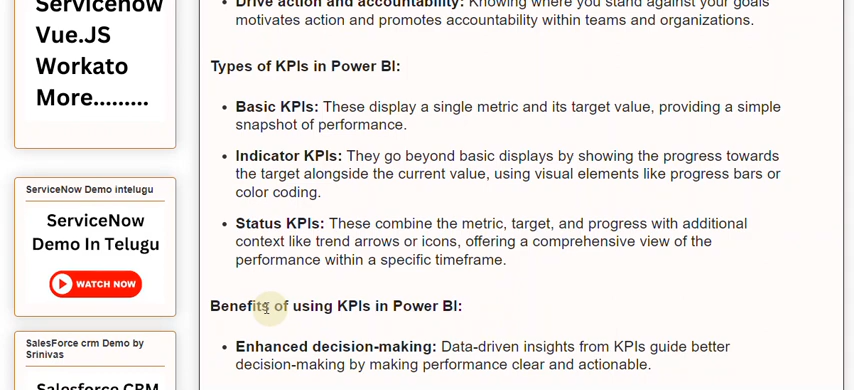 Servicenow
Vue.JS
Workato
More.........
ServiceNow Demo intelugu
ServiceNow
Demo In Telugu
WATCH NOW
SalesForce crm Demo by
Srinivas
Salesforce CRM
• Drive action and accountability: Knowing where you stand against your goals
motivates action and promotes accountability within teams and organizations.
Types of KPIs in Power BI:
• Basic KPIs: These display a single metric and its target value, providing a simple
snapshot of performance.
• Indicator KPIs: They go beyond basic displays by showing the progress towards
the target alongside the current value, using visual elements like progress bars or
color coding.
• Status KPIs: These combine the metric, target, and progress with additional
context like trend arrows or icons, offering a comprehensive view of the
performance within a specific timeframe.
Benefits of using KPIs in Power BI:
• Enhanced decision-making: Data-driven insights from KPIs guide better
decision-making by making performance clear and actionable.